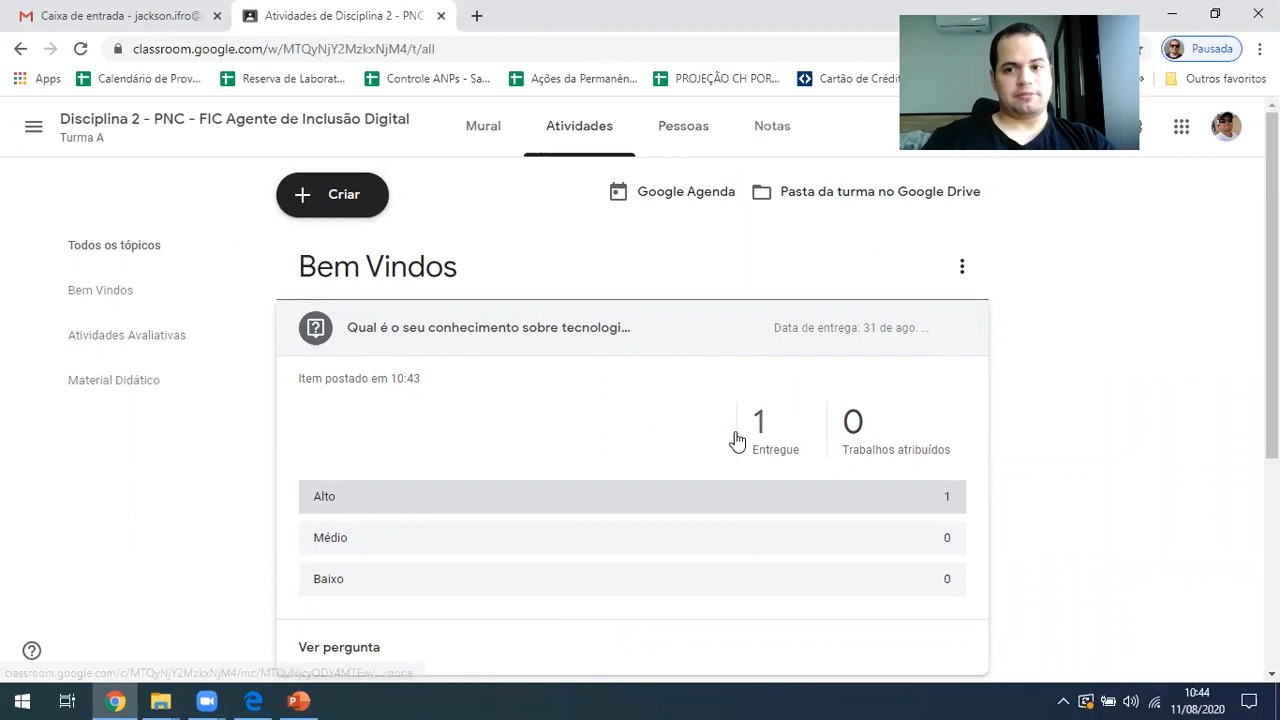 Caixa de entrada - jackson.ifro@
Atividades de Disciplina 2 - PNC
classroom.google.com/w/MTQyNjY2MzkxNjM4/t/all
Pausada
Apps
Calendário de Prov...
Reserva de Laborat...
Controle ANPs - Sa...
Ações da Permanên...
PROJEÇÃO CH POR...
Cartão de Crédit
Outros favoritos
Disciplina 2 - PNC - FIC Agente de Inclusão Digital
Turma A
Mural
Atividades
Pessoas
Notas
Criar
Google Agenda
Pasta da turma no Google Drive
Todos os tópicos
Bem Vindos
Atividades Avaliativas
Material Didático
Bem Vindos
Qual é o seu conhecimento sobre tecnologi...
Data de entrega: 31 de ago. ...
Item postado em 10:43
1
Entregue
0
Trabalhos atribuídos
Alto 1
Médio 0
Baixo 0
Ver pergunta
10:44
11/08/2020